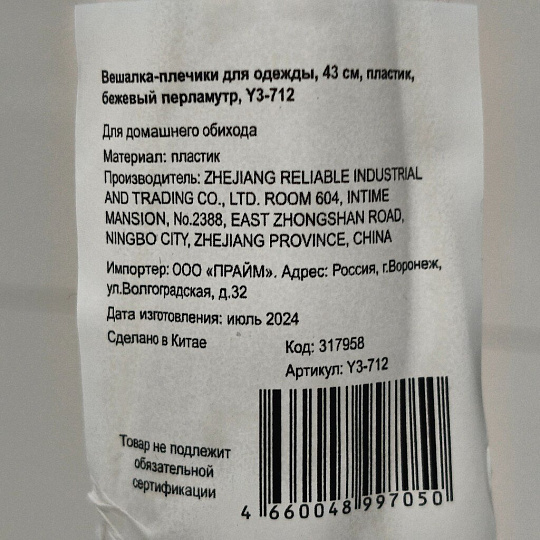 Вешалка-плечики для одежды, 43 см, пластик,
бежевый перламутр, Y3-712
Для домашнего обихода
Материал: пластик
Производитель: ZHEJIANG RELIABLE INDUSTRIAL
AND TRADING CO., LTD. ROOM 604, INTIME
MANSION, No.2388, EAST ZHONGSHAN ROAD,
NINGBO CITY, ZHEJIANG PROVINCE, CHINA
Импортер: ООО «ПРАЙМ». Адрес: Россия, г.Воронеж,
ул.Волгоградская, д.32
Дата изготовления: июль 2024
Сделано в Китае
Код: 317958
Артикул: Y3-712
Товар не подлежит
обязательной
сертификации
4 660048 997050